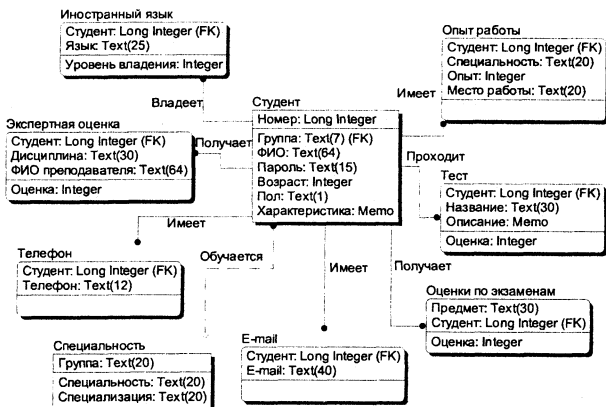 Иностранный язык
Студент: Long Integer (FK)
Язык: Text(25)
Уровень владения: Integer
Владеет
Опыт работы
Студент: Long Integer (FK)
Специальность: Text(20)
Опыт: Integer
Место работы: Text(20)
Имеет
Студент
Номер: Long Integer
Группа: Text(7) (FK)
ФИО: Text(64)
Пароль: Text(15)
Возраст: Integer
Пол: Text(1)
Характеристика: Memo
Экспертная оценка
Студент: Long Integer (FK)
Дисциплина: Text(30)
ФИО преподавателя: Text(64)
Оценка: Integer
Получает
Проходит
Тест
Студент: Long Integer (FK)
Название: Text(30)
Описание: Memo
Оценка: Integer
Имеет
Телефон
Студент: Long Integer (FK)
Телефон: Text(12)
Обучается
Имеет
Получает
Оценки по экзаменам
Предмет: Text(30)
Студент: Long Integer (FK)
Оценка: Integer
Специальность
Группа: Text(20)
Специальность: Text(20)
Специализация: Text(20)
E-mail
Студент: Long Integer (FK)
E-mail: Text(40)